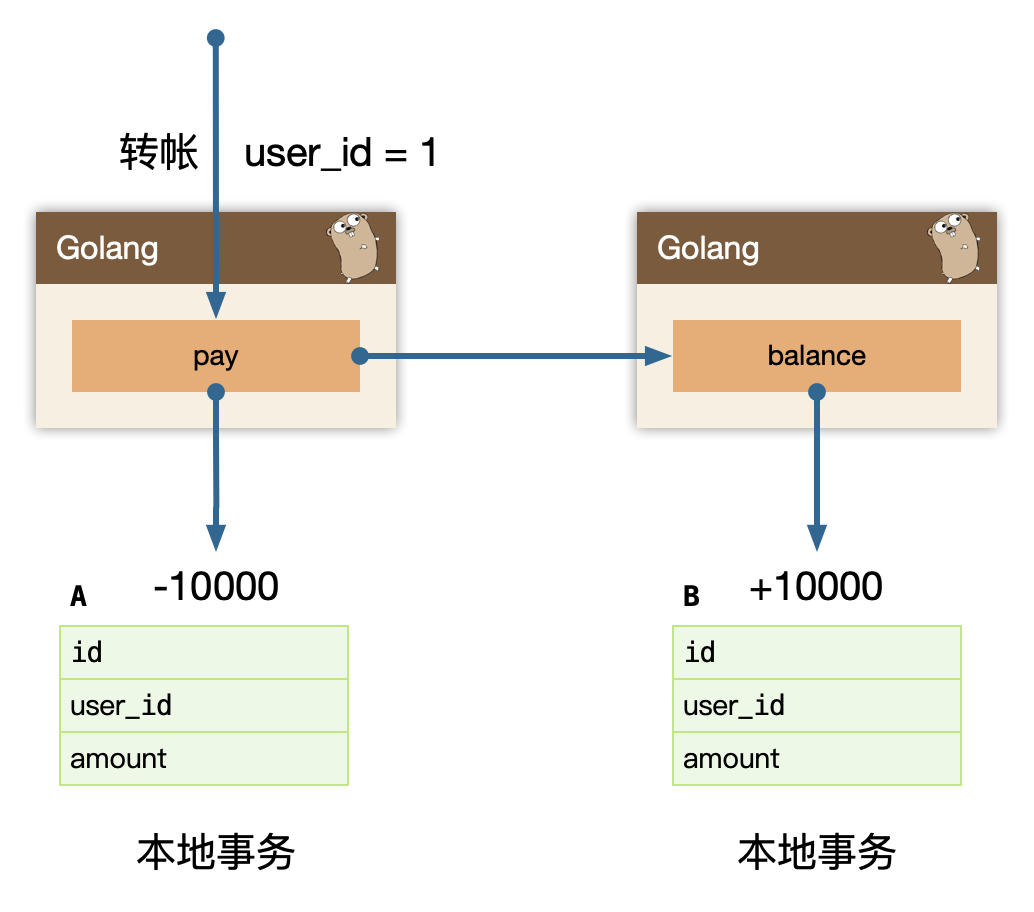 转帐 user_id = 1
Golang
pay
Golang
balance
A -10000
id
user_id
amount
本地事务
B +10000
id
user_id
amount
本地事务